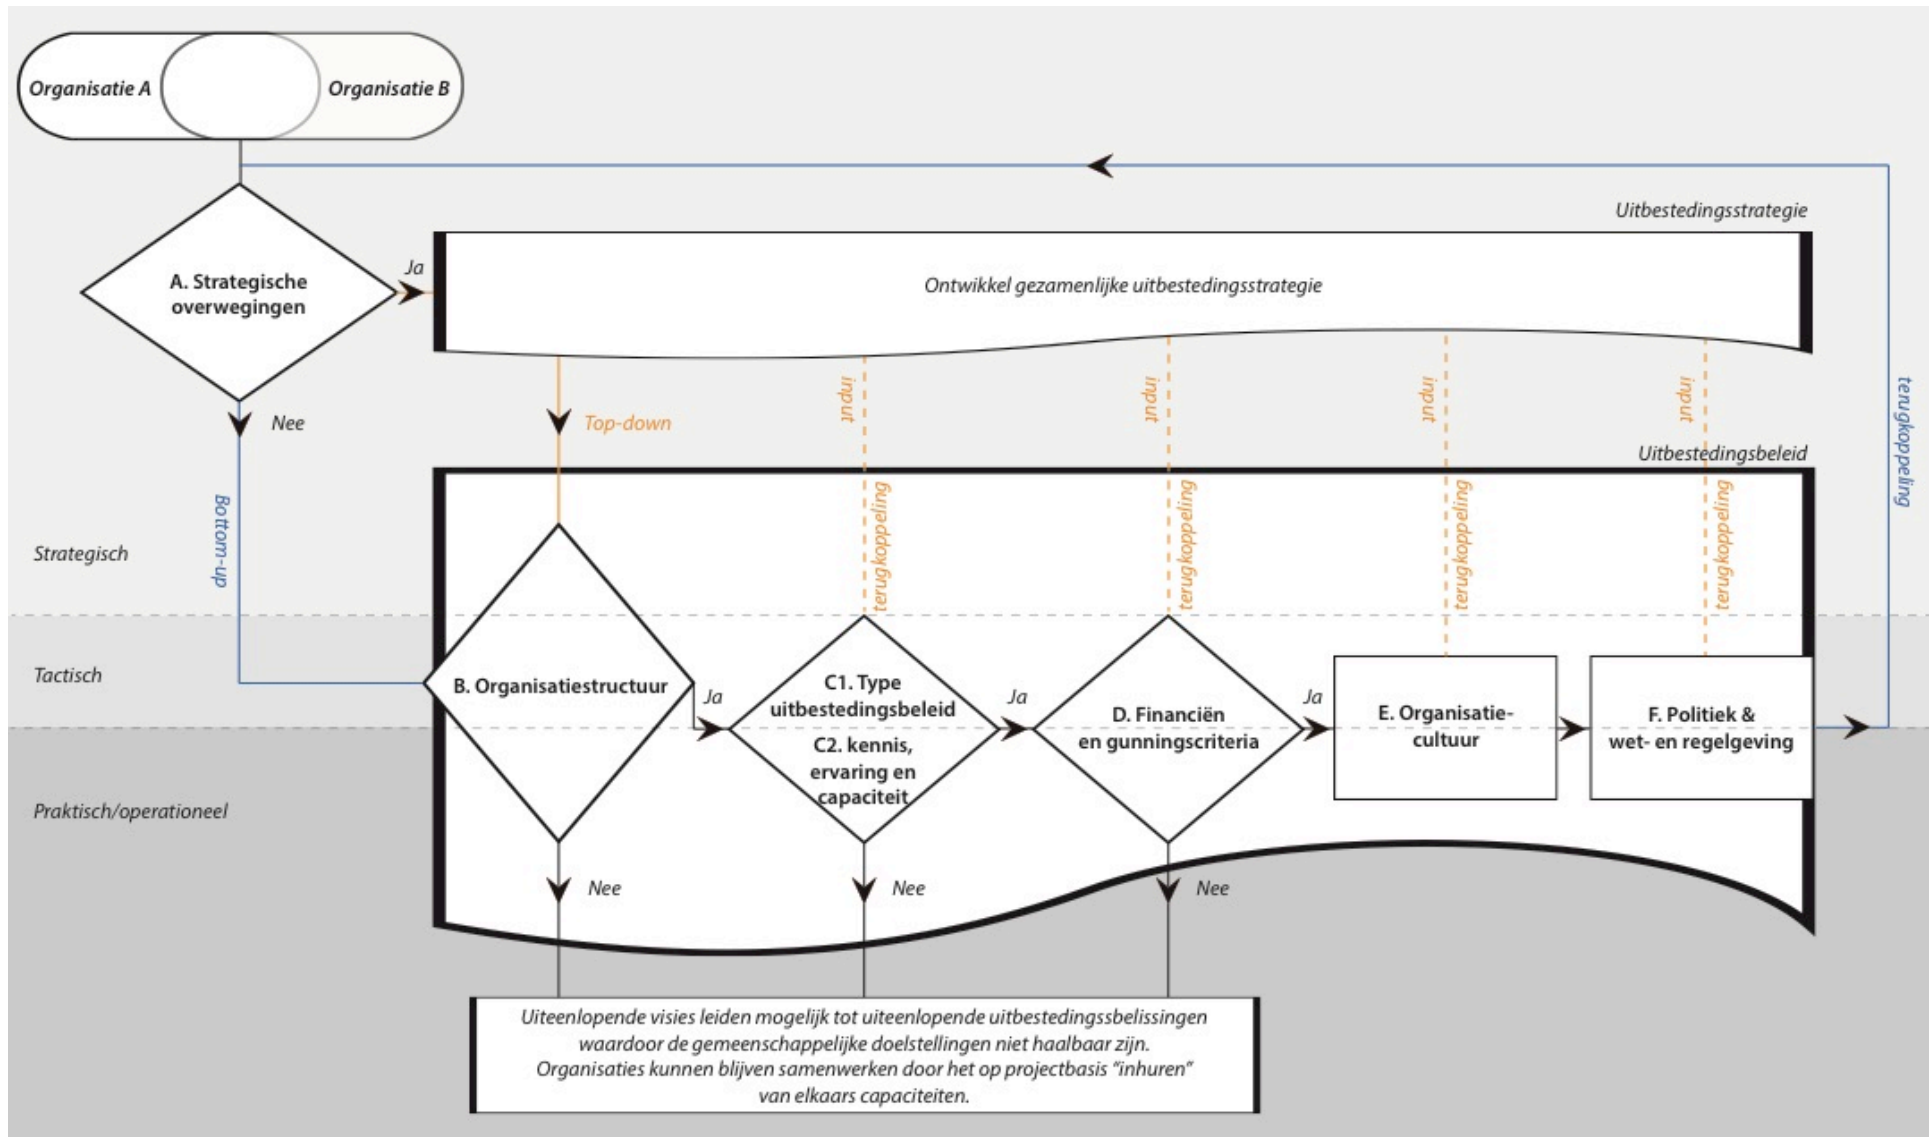 Organisatie A
Organisatie B
Uitbestedingsstrategie
A. Strategische
overwegingen
Ja
Ontwikkel gezamenlijke uitbestedingsstrategie
Nee
Top-down
input
input
input
input
terugkoppeling
Uitbestedingsbeleid
Bottom-up
terugkoppeling
terugkoppeling
terugkoppeling
terugkoppeling
Strategisch
Tactisch
B. Organisatiestructuur
Ja
C1. Type
uitbestedingsbeleid
C2. kennis,
ervaring en
capaciteit
Ja
D. Financiën
en gunningscriteria
Ja
E. Organisatie-
cultuur
F. Politiek &
wet- en regelgeving
Praktisch/operationeel
Nee
Nee
Nee
Uiteenlopende visies leiden mogelijk tot uiteenlopende uitbestedingssbelissingen
waardoor de gemeenschappelijke doelstellingen niet haalbaar zijn.
Organisaties kunnen blijven samenwerken door het op projectbasis “inhuren”
van elkaars capaciteiten.